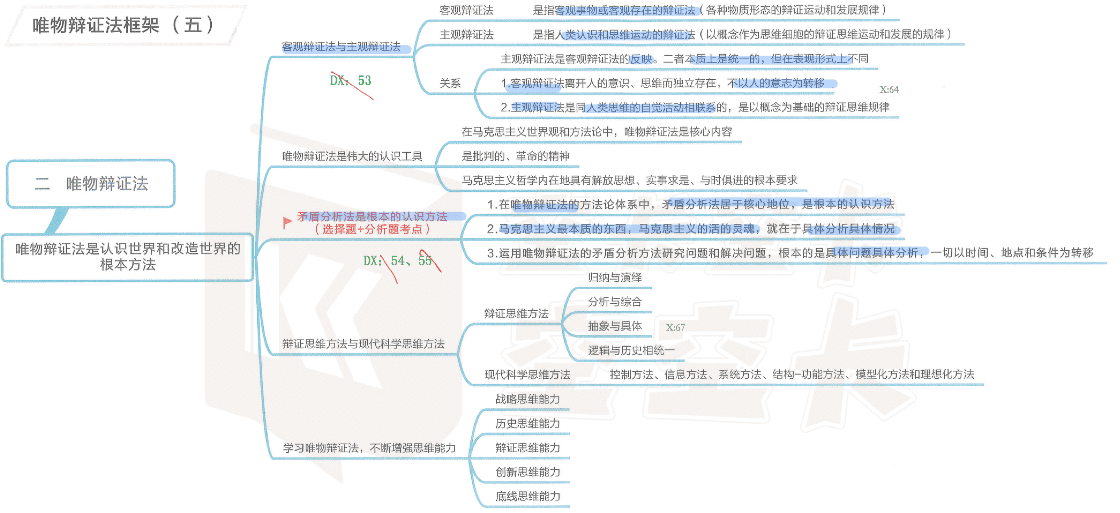 唯物辩证法框架（五）
二 唯物辩证法
唯物辩证法是认识世界和改造世界的
根本方法
客观辩证法与主观辩证法
DX：53
客观辩证法 是指客观事物或客观存在的辩证法（各种物质形态的辩证运动和发展规律）
主观辩证法 是指人类认识和思维运动的辩证法（以概念作为思维细胞的辩证思维运动和发展的规律）
关系
主观辩证法是客观辩证法的反映。二者本质上是统一的，但在表现形式上不同
1.客观辩证法离开人的意识、思维而独立存在，不以人的意志为转移
X:64
2.主观辩证法是同人类思维的自觉活动相联系的，是以概念为基础的辩证思维规律
唯物辩证法是伟大的认识工具
在马克思主义世界观和方法论中，唯物辩证法是核心内容
是批判的、革命的精神
马克思主义哲学内在地具有解放思想、实事求是、与时俱进的根本要求
矛盾分析法是根本的认识方法
（选择题+分析题考点）
DX：54、55
1.在唯物辩证法的方法论体系中，矛盾分析法居于核心地位，是根本的认识方法
2.马克思主义最本质的东西，马克思主义的活的灵魂，就在于具体分析具体情况
3.运用唯物辩证法的矛盾分析方法研究问题和解决问题，根本的是具体问题具体分析，一切以时间、地点和条件为转移
辩证思维方法与现代科学思维方法
辩证思维方法
归纳与演绎
分析与综合
抽象与具体
X:67
逻辑与历史相统一
现代科学思维方法 控制方法、信息方法、系统方法、结构-功能方法、模型化方法和理想化方法
学习唯物辩证法，不断增强思维能力
战略思维能力
历史思维能力
辩证思维能力
创新思维能力
底线思维能力